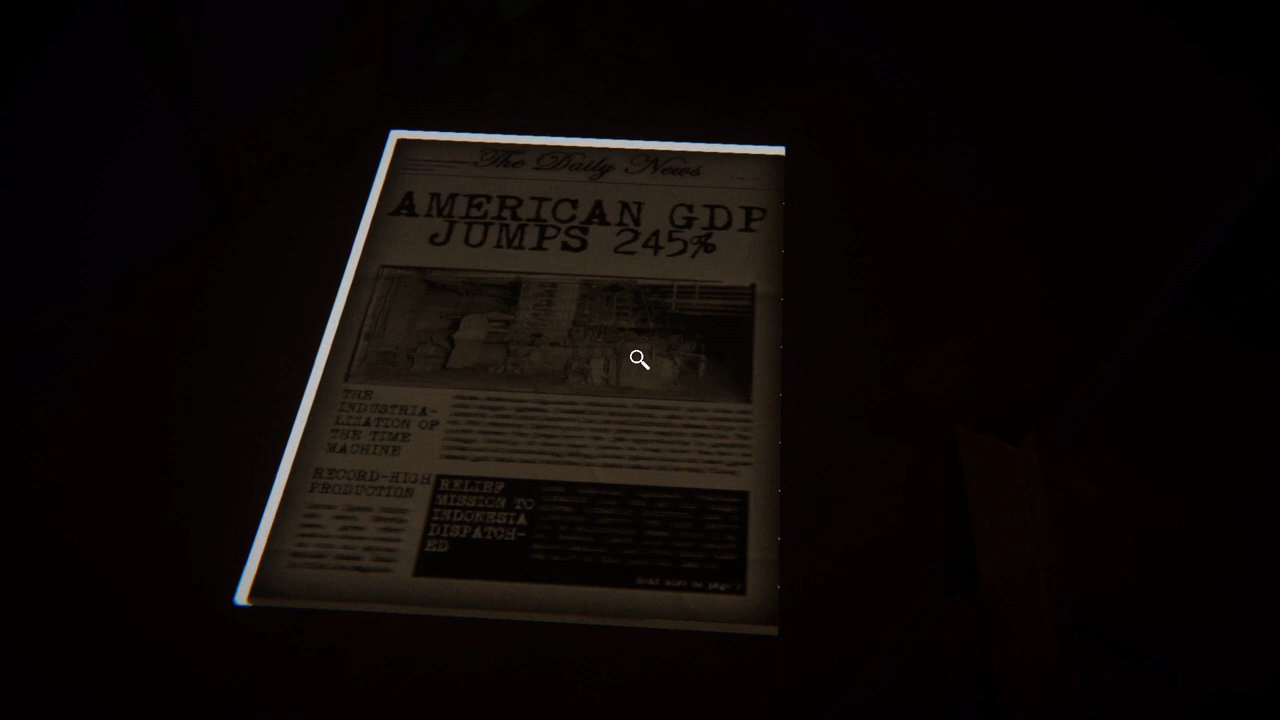 The Daily News
AMERICAN GDP
JUMPS 245%
THE
INDUSTRIA-
LIZATION OF
THE TIME
MACHINE
RECORD-HIGH
PRODUCTION
RELIEF
MISSION TO
INDONESIA
DISPATCH-
ED